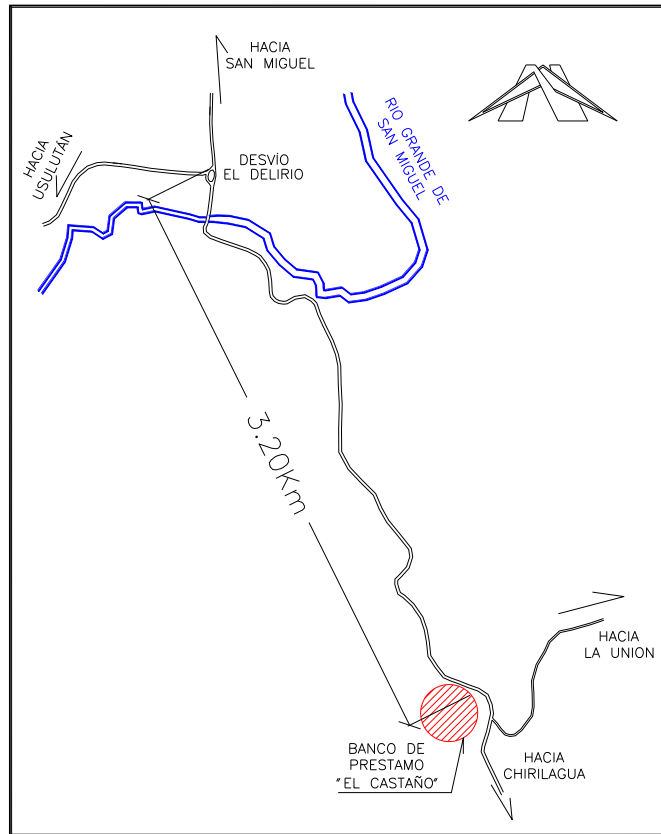 HACIA
SAN MIGUEL
RIO GRANDE DE
SAN MIGUEL
HACIA
USULUTÁN
DESVÍO
EL DELIRIO
3.20Km
HACIA
LA UNION
BANCO DE
PRESTAMO
"EL CASTAÑO"
HACIA
CHIRILAGUA